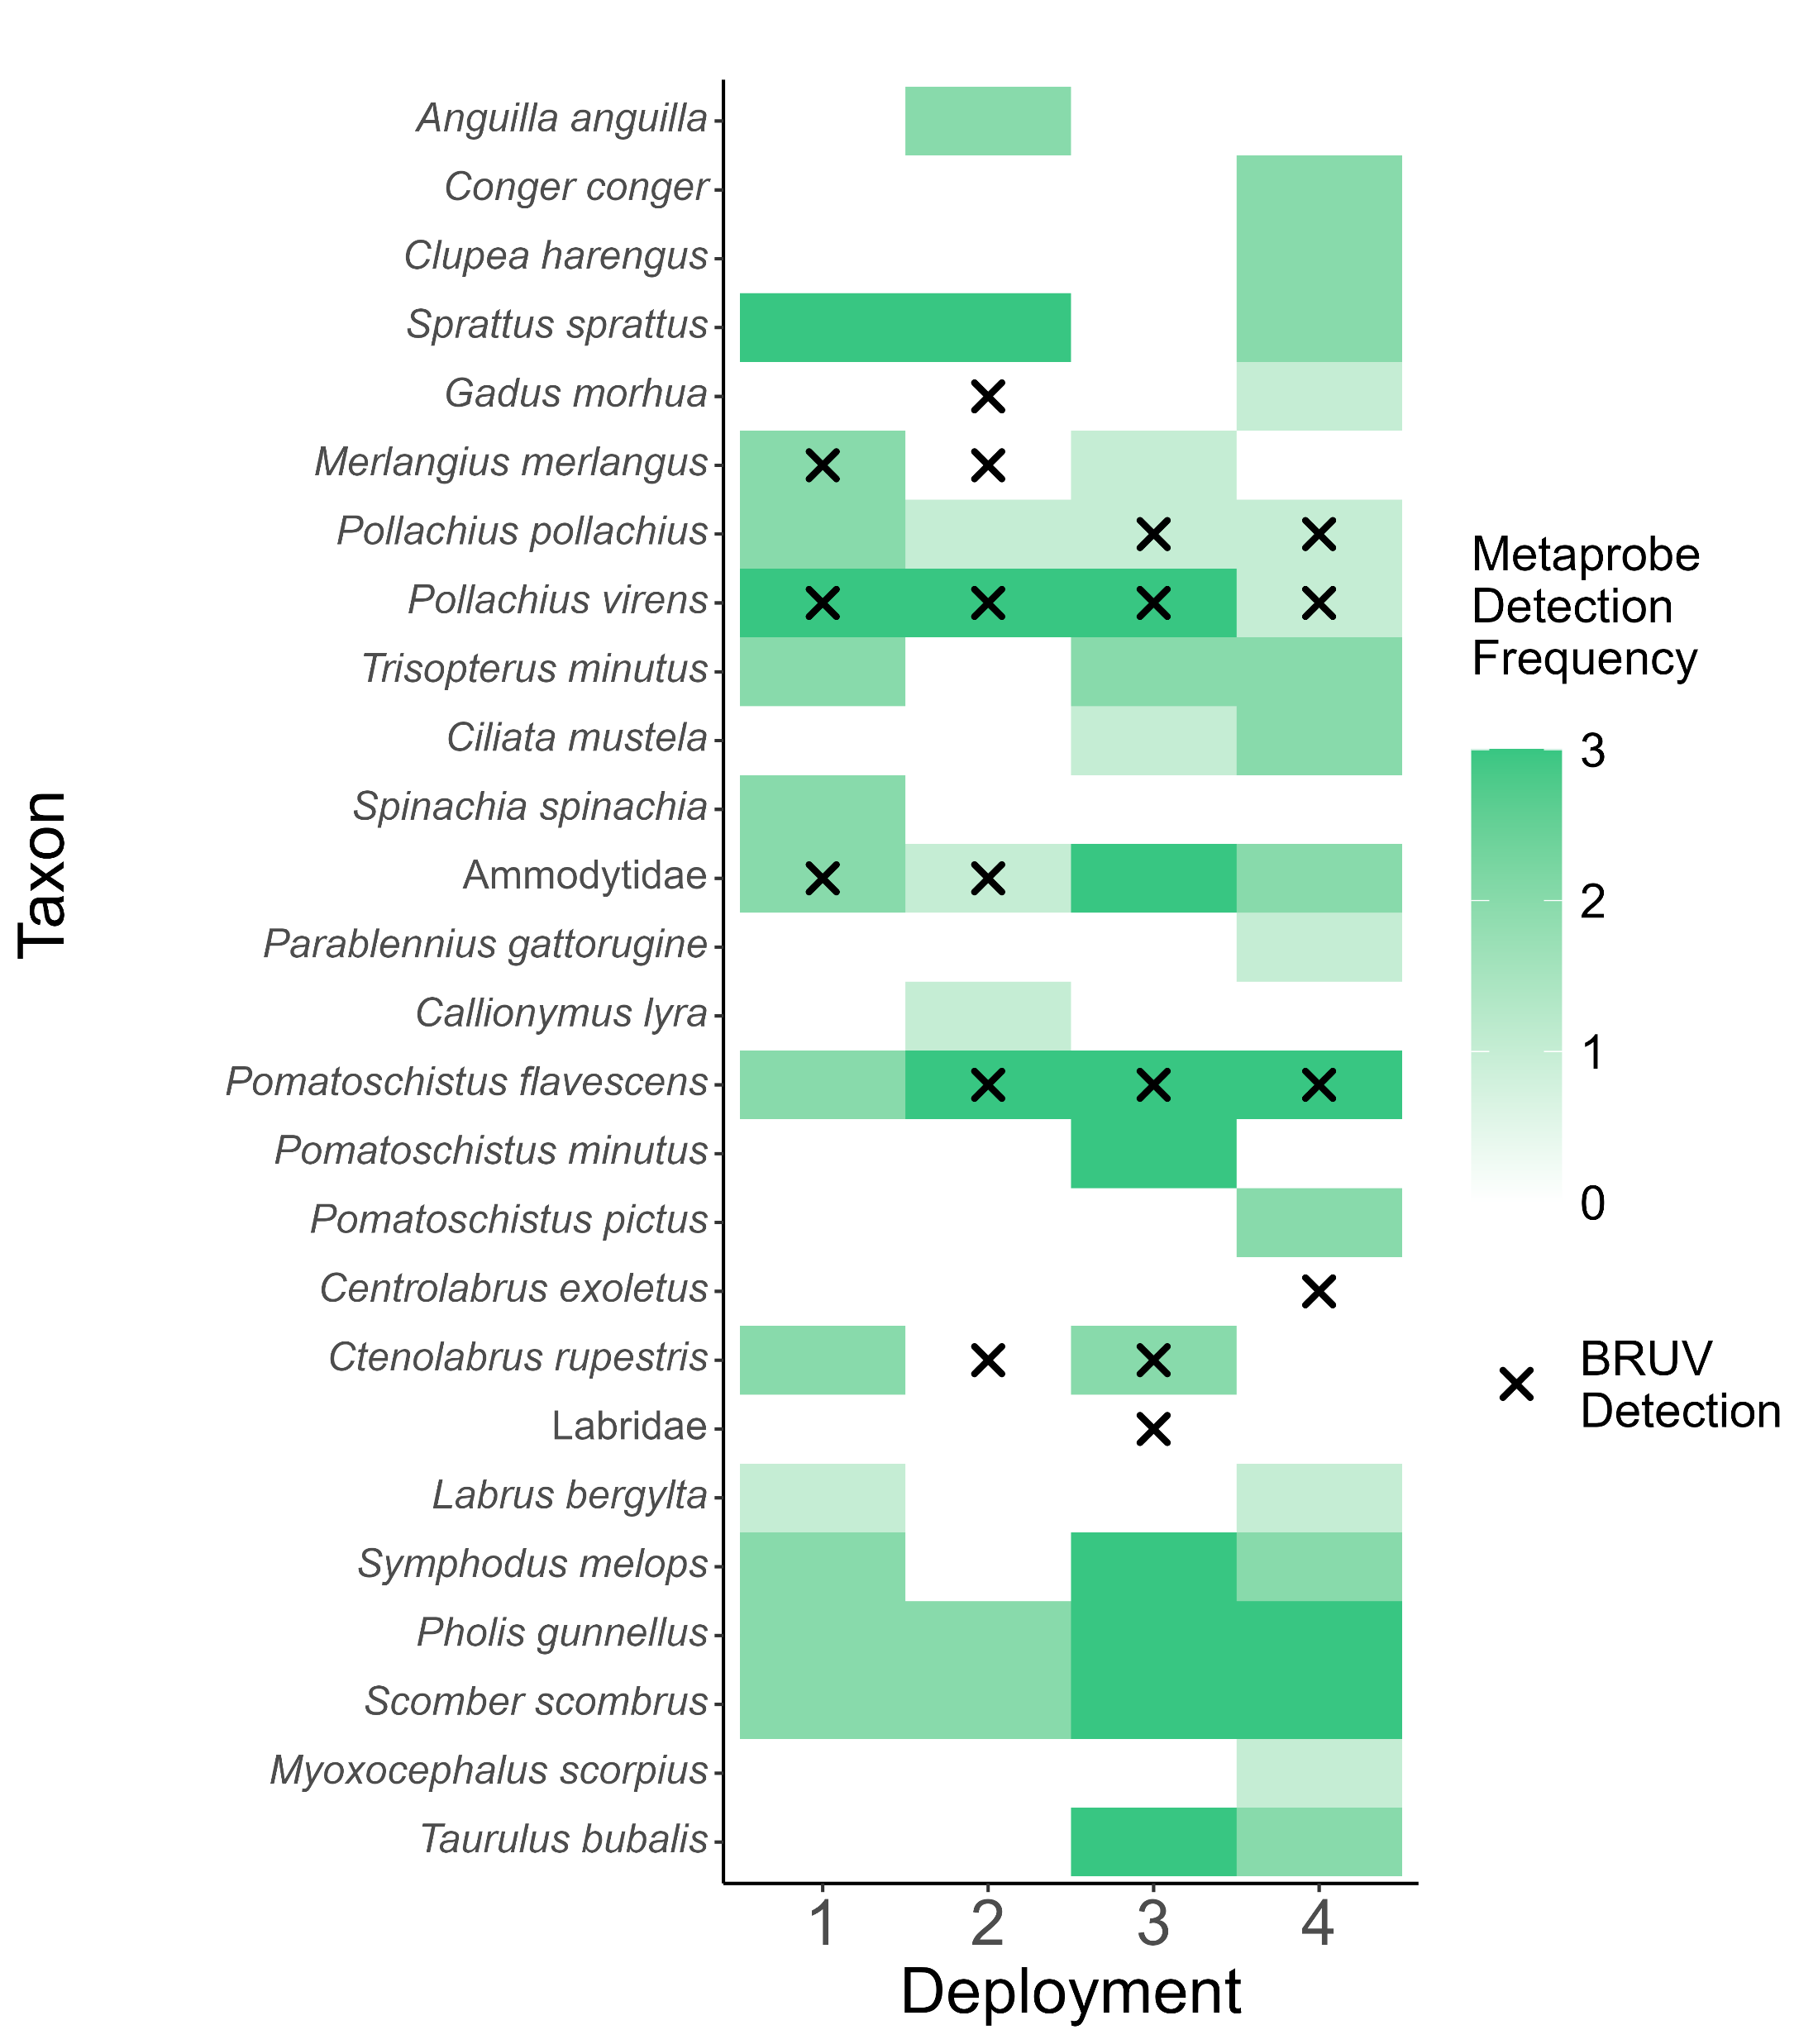 Anguilla anguilla
Conger conger
Clupea harengus
Sprattus sprattus
Gadus morhua
Merlangius merlangus
Pollachius pollachius
Pollachius virens
Trisopterus minutus
Ciliata mustela
Spinachia spinachia
Ammodytidae
Parablennius gattorugine
Callionymus lyra
Pomatoschistus flavescens
Pomatoschistus minutus
Pomatoschistus pictus
Centrolabrus exoletus
Ctenolabrus rupestris
Labridae
Labrus bergylta
Symphodus melops
Pholis gunnellus
Scomber scombrus
Myoxocephalus scorpius
Taurulus bubalis
Taxon
1 2 3 4
Deployment
Metaprobe
Detection
Frequency
3
2
1
0
BRUV
Detection